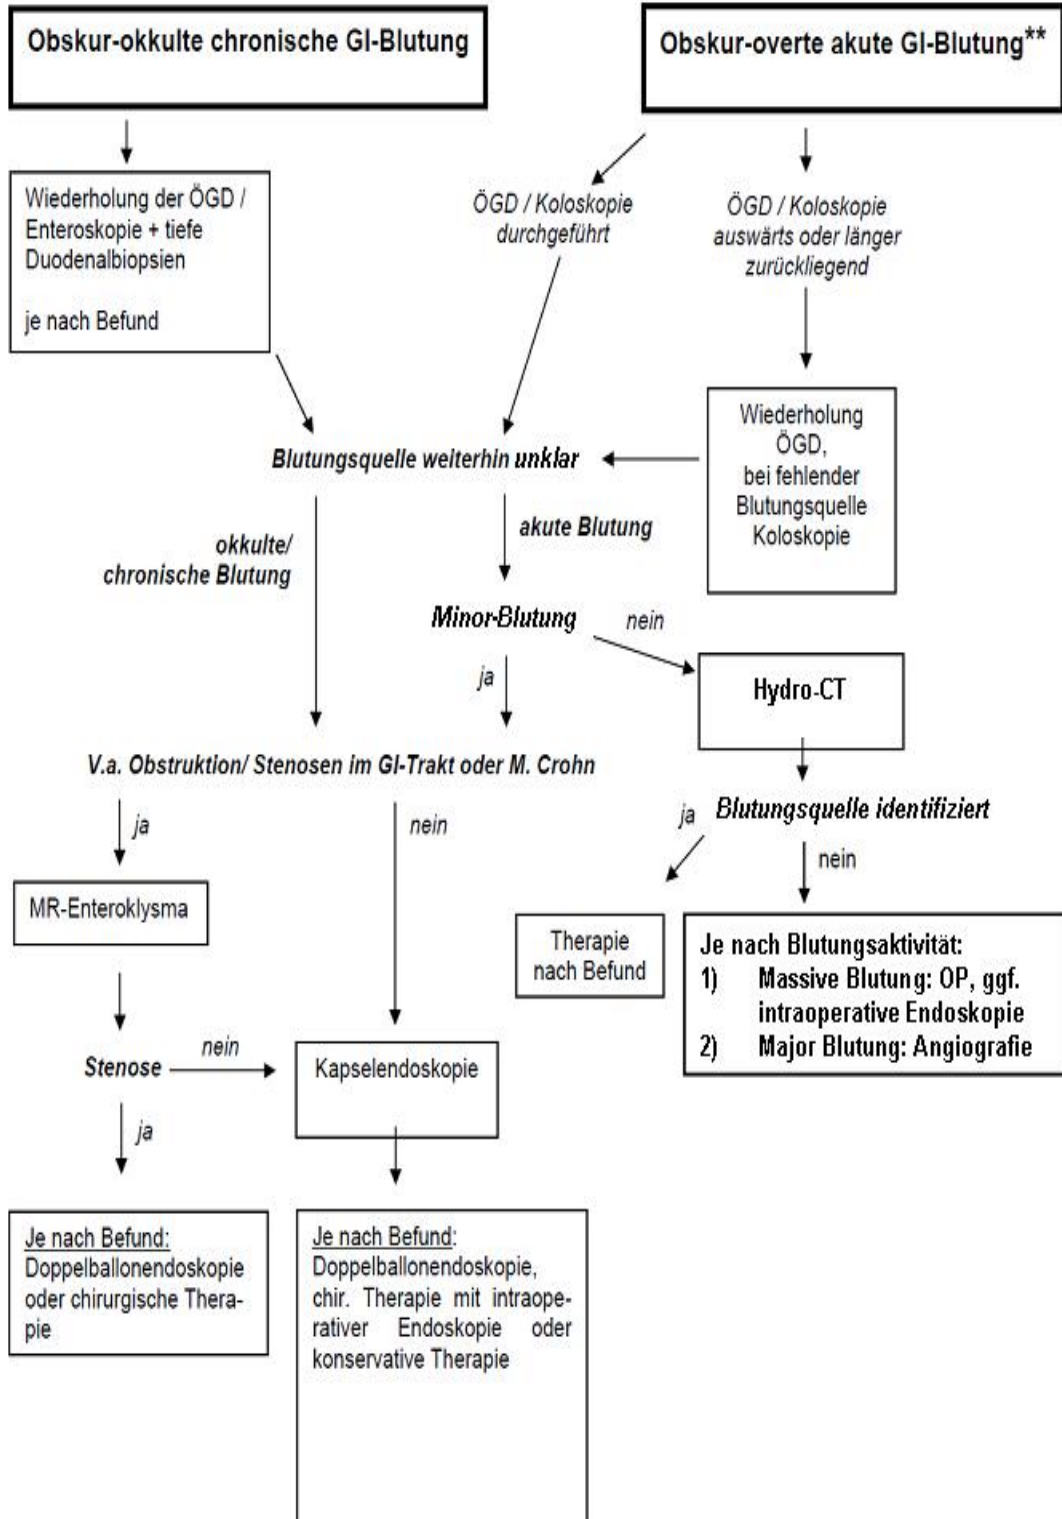 Obskur-okkulte chronische GI-Blutung
Obskur-overte akute GI-Blutung**
Wiederholung der ÖGD /
Enteroskopie + tiefe
Duodenalbiopsien
je nach Befund
ÖGD / Koloskopie
durchgeführt
ÖGD / Koloskopie
auswärts oder länger
zurückliegend
Wiederholung
ÖGD,
bei fehlender
Blutungsquelle
Koloskopie
Blutungsquelle weiterhin unklar
okkulte/
chronische Blutung
akute Blutung
Minor-Blutung
nein
ja
Hydro-CT
V.a. Obstruktion/ Stenosen im GI-Trakt oder M. Crohn
ja
nein
Blutungsquelle identifiziert
ja
nein
MR-Enteroklysma
Therapie
nach Befund
Je nach Blutungsaktivität:
1) Massive Blutung: OP, ggf.
intraoperative Endoskopie
2) Major Blutung: Angiografie
Stenose
nein
Kapselendoskopie
ja
Je nach Befund:
Doppelballonendoskopie
oder chirurgische Thera-
pie
Je nach Befund:
Doppelballonendoskopie,
chir. Therapie mit intraope-
rativer Endoskopie oder
konservative Therapie